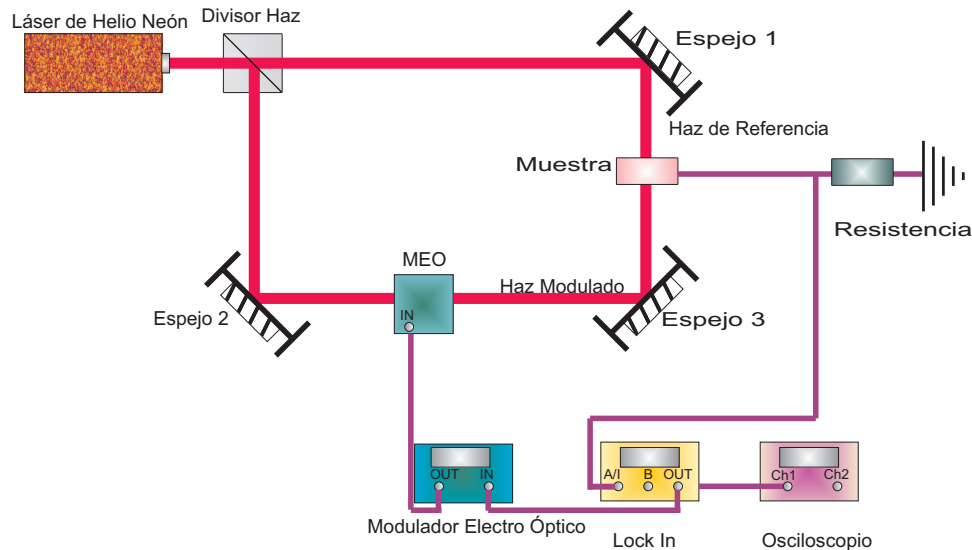 Láser de Helio Neón
Divisor Haz
Espejo 1
Haz de Referencia
Muestra
Resistencia
MEO
IN
Haz Modulado
Espejo 2
Espejo 3
OUT IN
A/I B OUT
Ch1 Ch2
Modulador Electro Óptico
Lock In
Osciloscopio